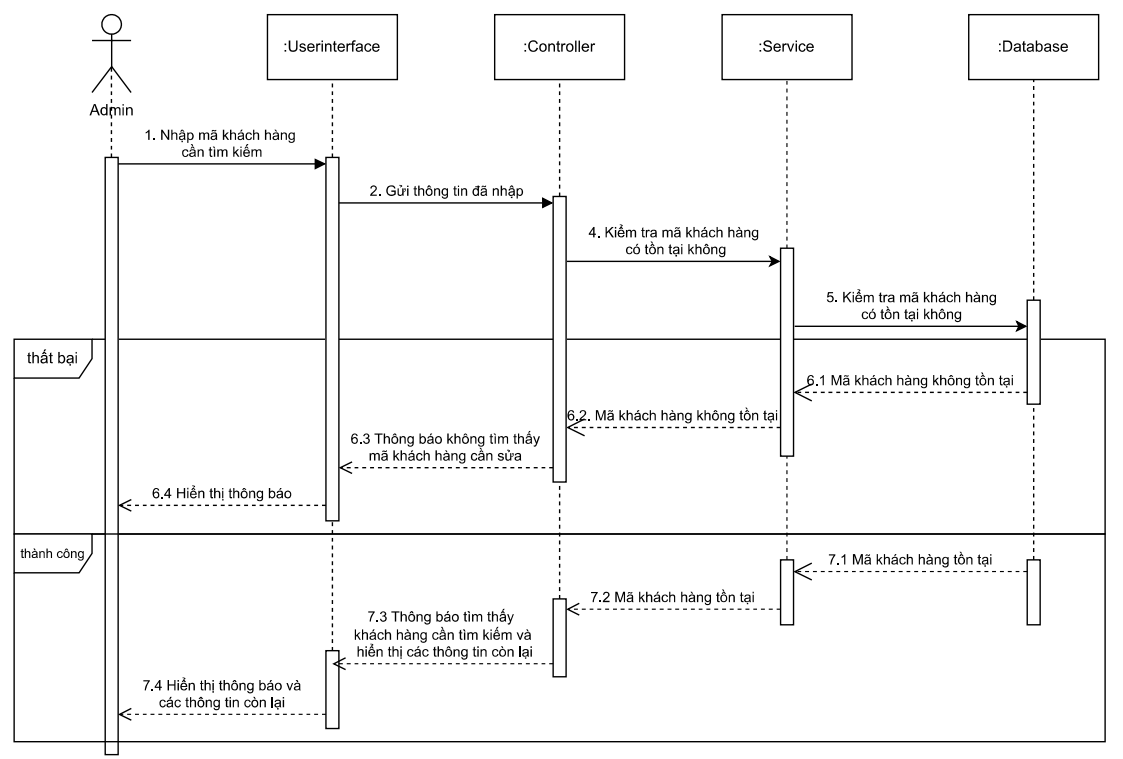 :Userinterface
:Controller
:Service
:Database
Admin
1. Nhập mã khách hàng
cần tìm kiếm
2. Gửi thông tin đã nhập
4. Kiểm tra mã khách hàng
có tồn tại không
5. Kiểm tra mã khách hàng
có tồn tại không
thất bại
6.1 Mã khách hàng không tồn tại
6.2. Mã khách hàng không tồn tại
6.3 Thông báo không tìm thấy
mã khách hàng cần sửa
6.4 Hiển thị thông báo
thành công
7.1 Mã khách hàng tồn tại
7.2 Mã khách hàng tồn tại
7.3 Thông báo tìm thấy
khách hàng cần tìm kiếm và
hiển thị các thông tin còn lại
7.4 Hiển thị thông báo và
các thông tin còn lại